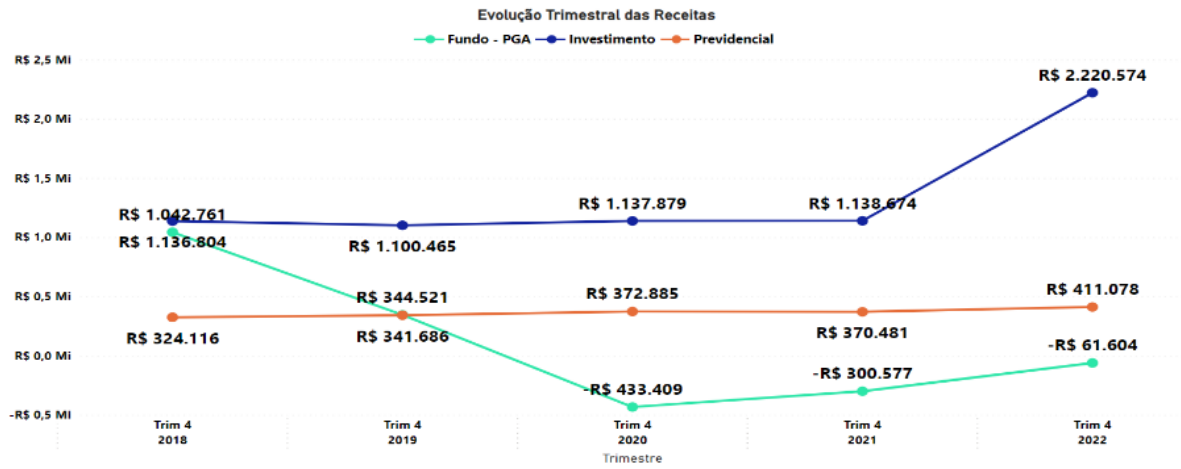 Evolução Trimestral das Receitas
Fundo - PGA Investimento Previdencial
R$ 2,5 Mi
R$ 2,0 Mi
R$ 1,5 Mi
R$ 1,0 Mi
R$ 0,5 Mi
R$ 0,0 Mi
-R$ 0,5 Mi
R$ 1.042.761
R$ 1.136.804
R$ 324.116
R$ 1.100.465
R$ 344.521
R$ 341.686
R$ 1.137.879
R$ 372.885
-R$ 433.409
R$ 1.138.674
R$ 370.481
-R$ 300.577
R$ 2.220.574
R$ 411.078
-R$ 61.604
Trim 4 Trim 4 Trim 4 Trim 4 Trim 4
2018 2019 2020 2021 2022
Trimestre